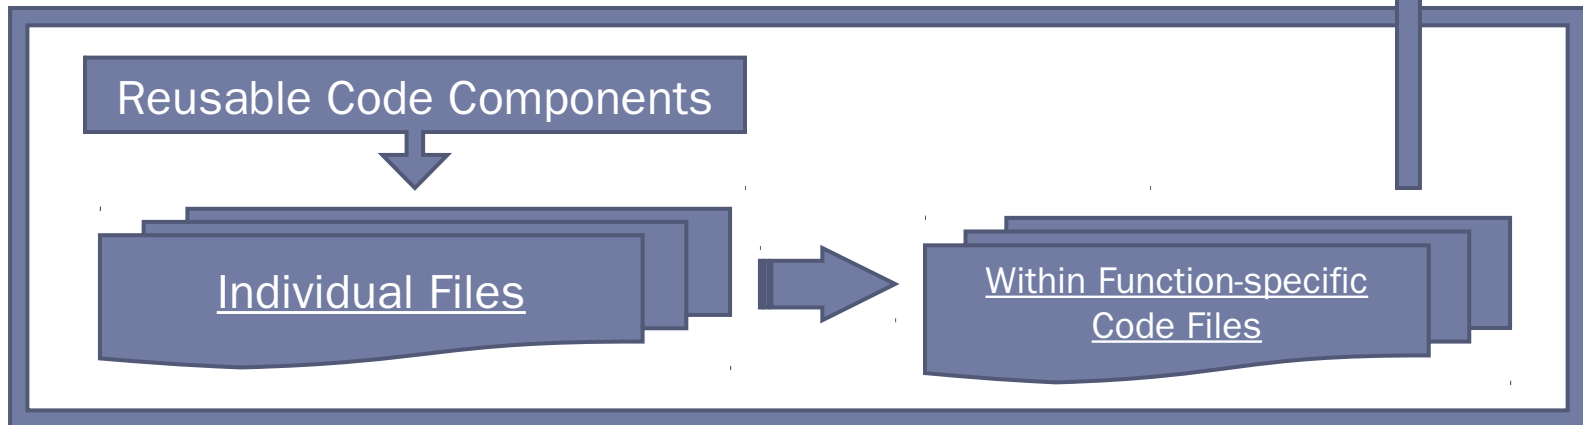 Reusable Code Components
Individual Files
Within Function-specific
Code Files